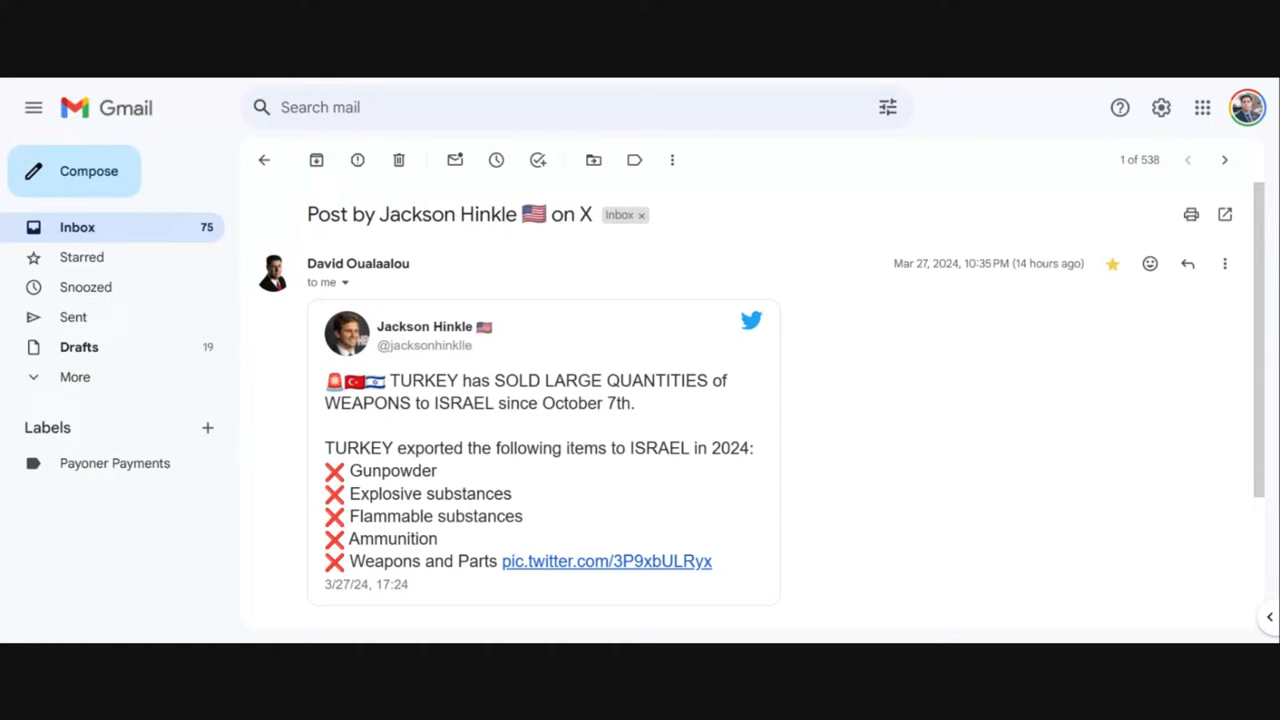 Gmail
Search mail
Compose
1 of 538
Inbox 75
Starred
Snoozed
Sent
Drafts 19
More
Labels +
Payoner Payments
Post by Jackson Hinkle 🇺🇸 on X Inbox x
David Oualaalou
Mar 27, 2024, 10:35 PM (14 hours ago)
to me
Jackson Hinkle 🇺🇸
@jacksonhinklle
🚨🇹🇷🇮🇱 TURKEY has SOLD LARGE QUANTITIES of
WEAPONS to ISRAEL since October 7th.
TURKEY exported the following items to ISRAEL in 2024:
❌ Gunpowder
❌ Explosive substances
❌ Flammable substances
❌ Ammunition
❌ Weapons and Parts pic.twitter.com/3P9xbULRyx
3/27/24, 17:24